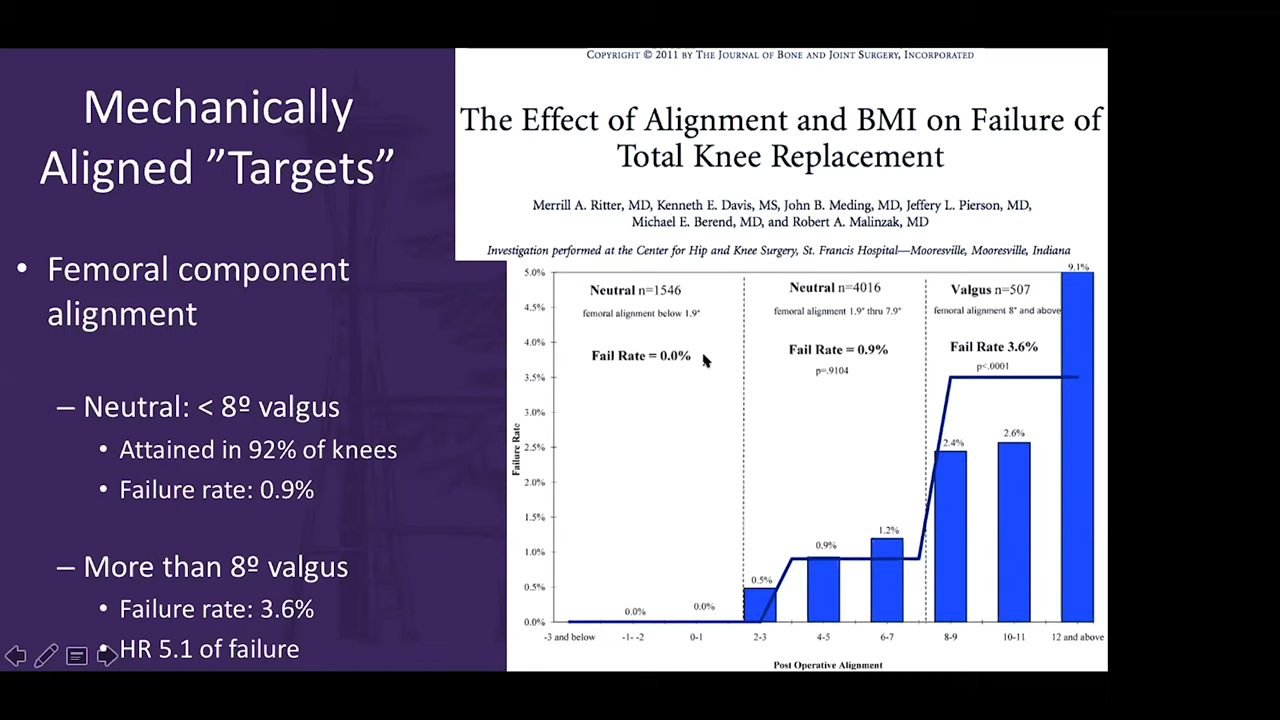 Mechanically
Aligned ”Targets”
• Femoral component
alignment
– Neutral: < 8º valgus
• Attained in 92% of knees
• Failure rate: 0.9%
– More than 8º valgus
• Failure rate: 3.6%
• HR 5.1 of failure
COPYRIGHT © 2011 BY THE JOURNAL OF BONE AND JOINT SURGERY, INCORPORATED
The Effect of Alignment and BMI on Failure of
Total Knee Replacement
Merrill A. Ritter, MD, Kenneth E. Davis, MS, John B. Meding, MD, Jeffery L. Pierson, MD,
Michael E. Berend, MD, and Robert A. Malinzak, MD
Investigation performed at the Center for Hip and Knee Surgery, St. Francis Hospital—Mooresville, Mooresville, Indiana
Failure Rate
5.0%
4.5%
4.0%
3.5%
3.0%
2.5%
2.0%
1.5%
1.0%
0.5%
0.0%
Neutral n=1546
femoral alignment below 1.9°
Fail Rate = 0.0%
Neutral n=4016
femoral alignment 1.9° thru 7.9°
Fail Rate = 0.9%
p=.9104
Valgus n=507
femoral alignment 8° and above
Fail Rate 3.6%
p<.0001
0.0%
0.0%
0.5%
0.9%
1.2%
2.4%
2.6%
9.1%
-3 and below
-1- -2
0-1
2-3
4-5
6-7
8-9
10-11
12 and above
Post Operative Alignment